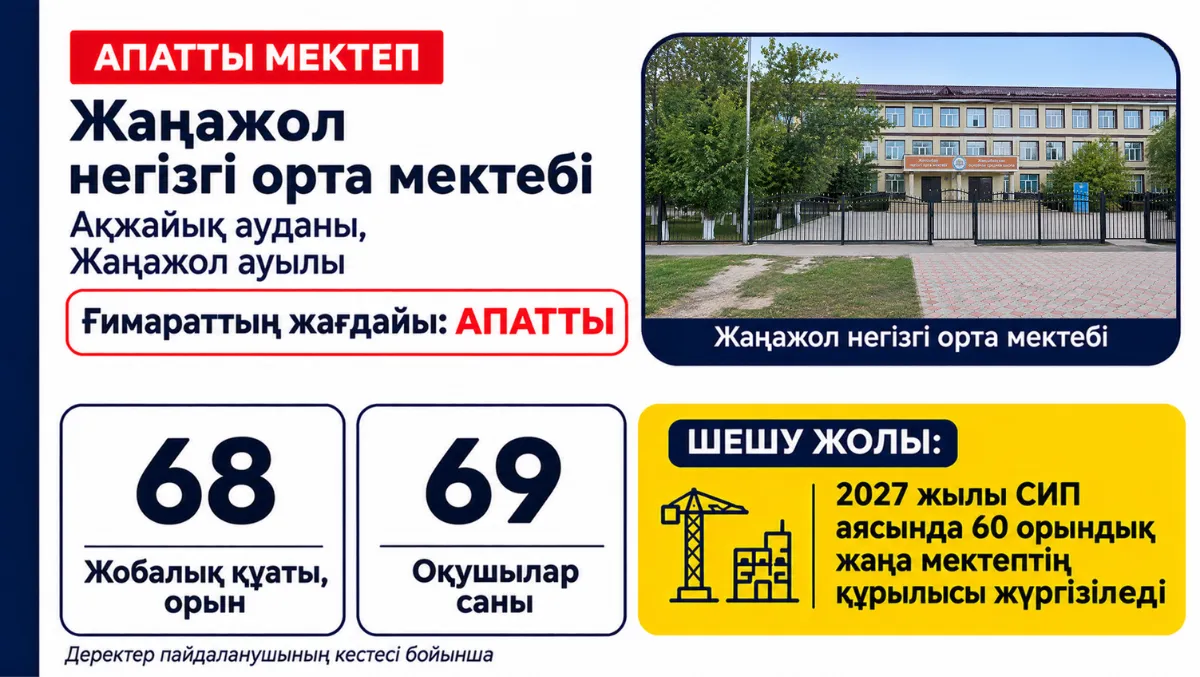 АПАТТЫ МЕКТЕП
Жаңажол
негізгі орта мектебі
Ақжайық ауданы,
Жаңажол ауылы
Ғимараттың жағдайы: АПАТТЫ
Жаңажол негізгі орта мектебі
68
Жобалық құаты,
орын
69
Оқушылар
саны
ШЕШУ ЖОЛЫ:
2027 жылы СИП
аясында 60 орындық
жаңа мектептің
құрылысы жүргізіледі
Деректер пайдаланушының кестесі бойынша